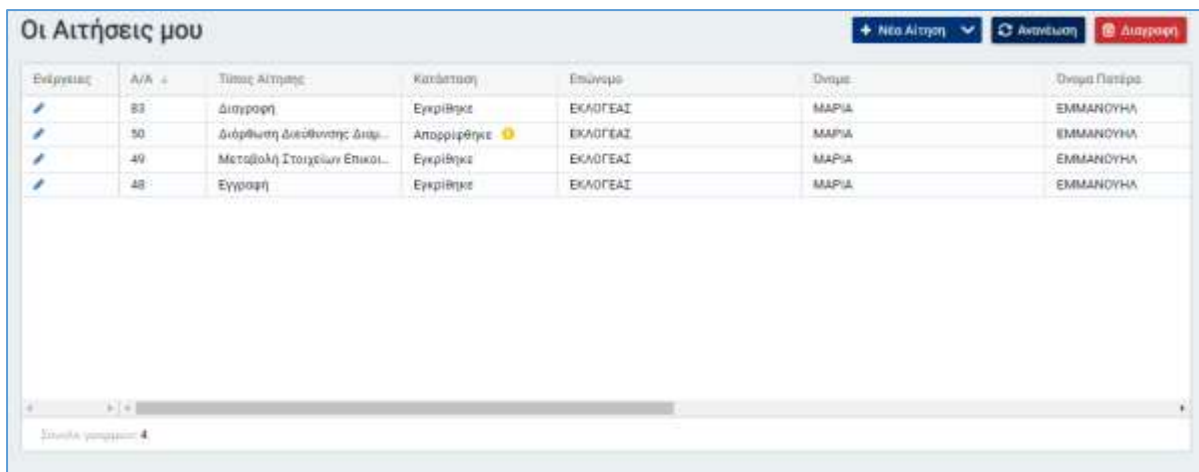 Οι Αιτήσεις μου
+ Νέα Αίτηση Ανανέωση Διαγραφή
Ενέργειες Α/Α Τύπος Αίτησης Κατάσταση Επώνυμο Όνομα Όνομα Πατέρα
83 Διαγραφή Εγκρίθηκε ΕΚΛΟΓΕΑΣ ΜΑΡΙΑ ΕΜΜΑΝΟΥΗΛ
50 Διόρθωση Διεύθυνσης Διαμ... Απορρίφθηκε ΕΚΛΟΓΕΑΣ ΜΑΡΙΑ ΕΜΜΑΝΟΥΗΛ
49 Μεταβολή Στοιχείων Επικοι... Εγκρίθηκε ΕΚΛΟΓΕΑΣ ΜΑΡΙΑ ΕΜΜΑΝΟΥΗΛ
48 Εγγραφή Εγκρίθηκε ΕΚΛΟΓΕΑΣ ΜΑΡΙΑ ΕΜΜΑΝΟΥΗΛ
Σύνολο γραμμών: 4